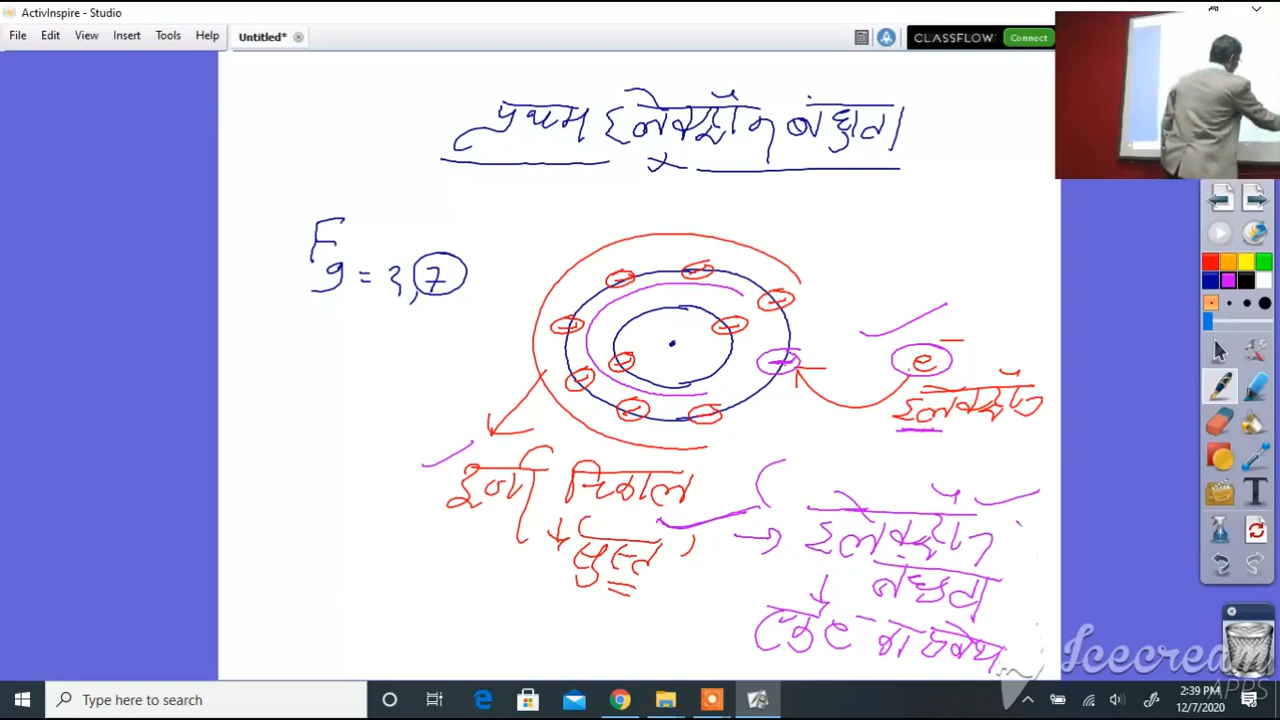 ActivInspire - Studio
File Edit View Insert Tools Help Untitled*
CLASSFLOW Connect
प्रथम इलेक्ट्रॉन बंधुता
F
9 = 2, 7
e–
इलेक्ट्रॉन
ऊर्जा निकाल
मुक्त
→ इलेक्ट्रॉन
बंधुता
Icecream
APPS
Type here to search
2:39 PM
12/7/2020